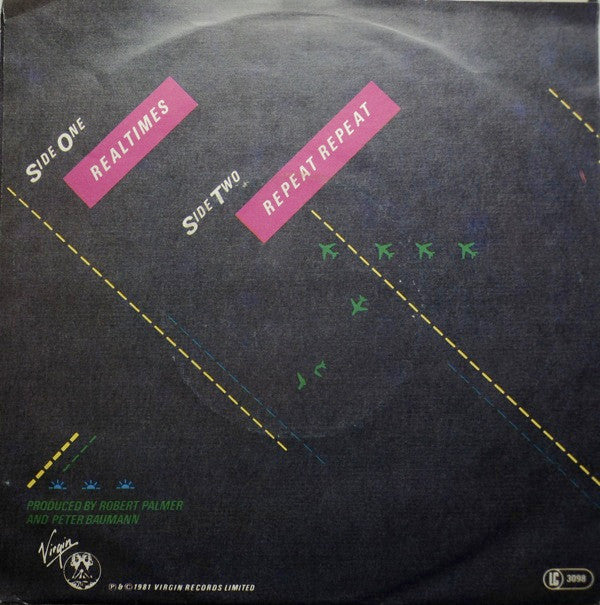 SIDE ONE
REALTIMES
SIDE TWO
REPEAT REPEAT
PRODUCED BY ROBERT PALMER
AND PETER BAUMANN
Virgin
Ⓟ & © 1981 VIRGIN RECORDS LIMITED
LC 3098